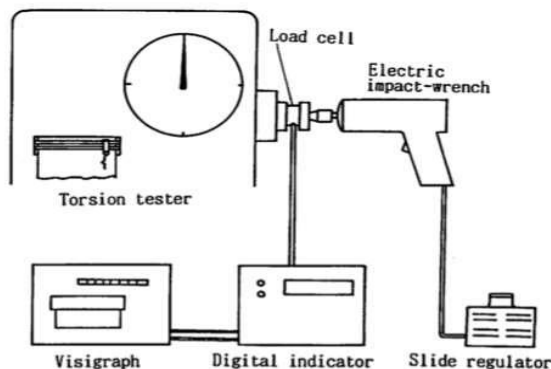 Load cell
Electric
impact-wrench
Torsion tester
Visigraph
Digital indicator
Slide regulator